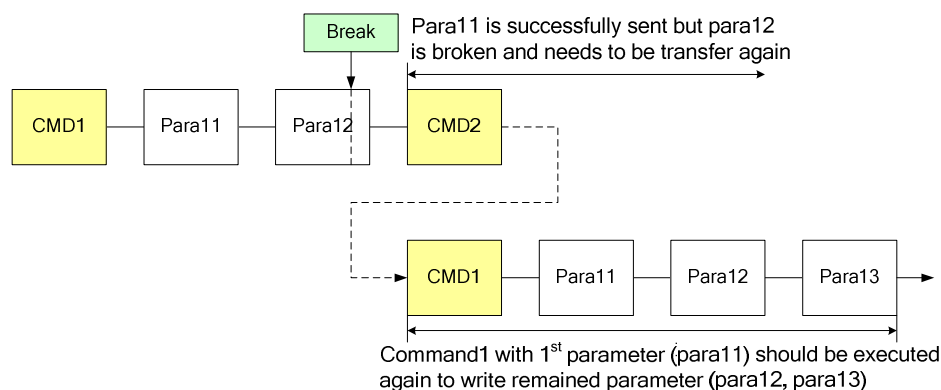 Break
Para11 is successfully sent but para12
is broken and needs to be transfer again
CMD1
Para11
Para12
CMD2
CMD1
Para11
Para12
Para13
Command1 with 1st parameter (para11) should be executed
again to write remained parameter (para12, para13)